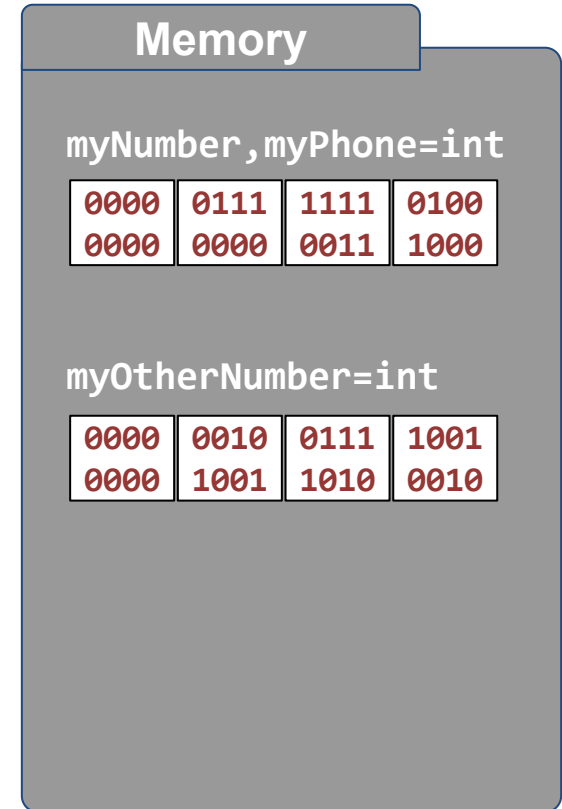 Memory
myNumber,myPhone=int
0000 0111 1111 0100
0000 0000 0011 1000
myOtherNumber=int
0000 0010 0111 1001
0000 1001 1010 0010